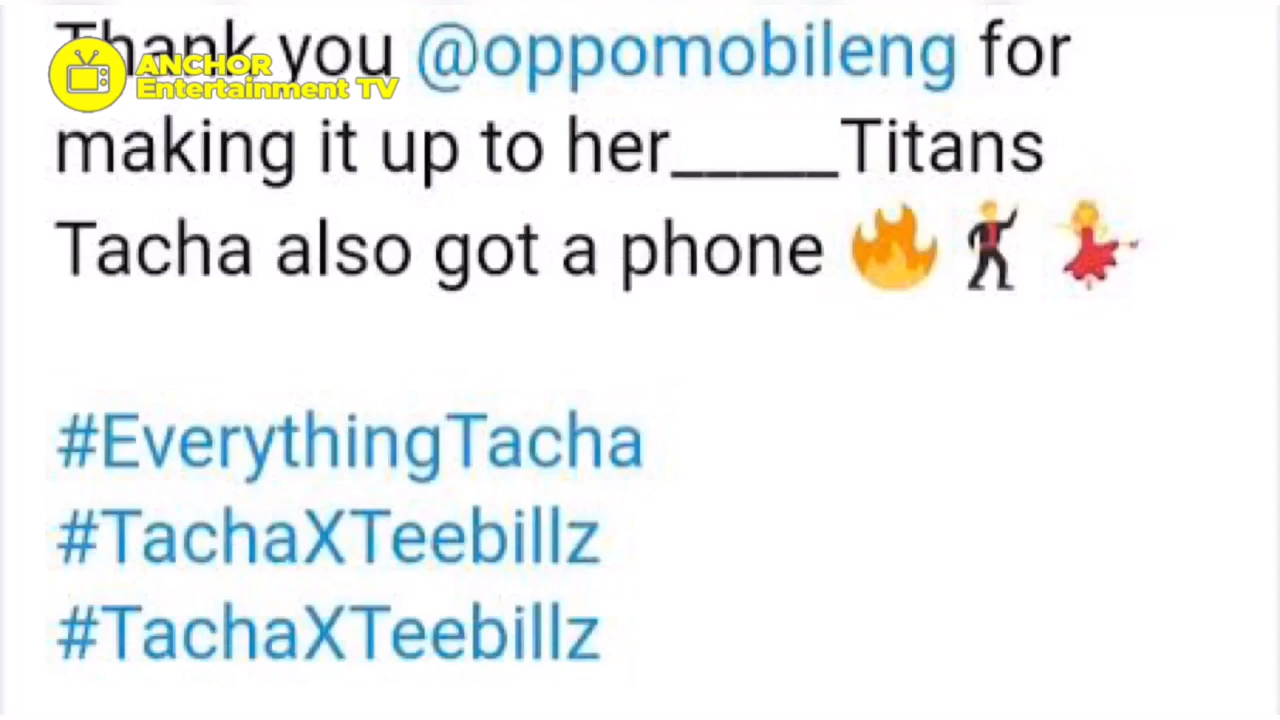 Thank you @oppomobileng for
ANCHOR
Entertainment TV
making it up to her_____Titans
Tacha also got a phone 🔥🕺💃
#EverythingTacha
#TachaXTeebillz
#TachaXTeebillz